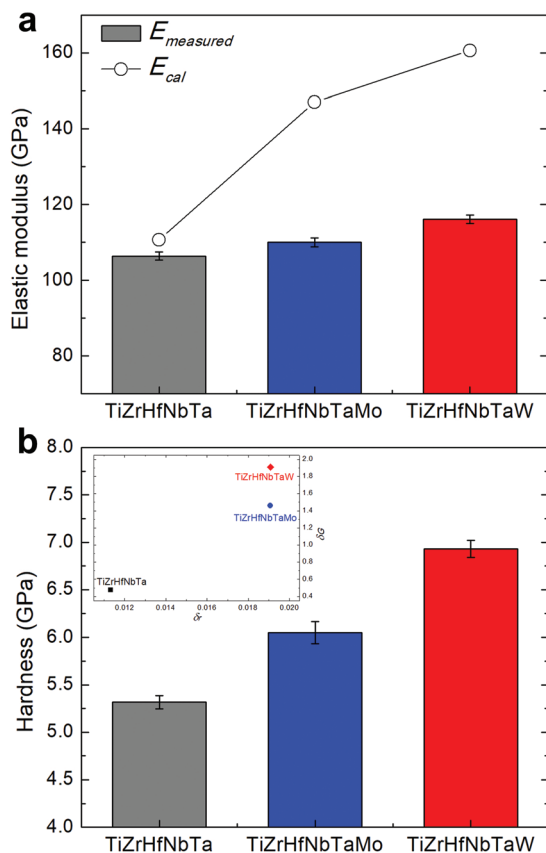 a
E measured
E cal
Elastic modulus (GPa)
160
140
120
100
80
TiZrHfNbTa TiZrHfNbTaMo TiZrHfNbTaW
b
Hardness (GPa)
8.0
7.5
7.0
6.5
6.0
5.5
5.0
4.5
4.0
TiZrHfNbTaW
TiZrHfNbTaMo
TiZrHfNbTa
2.0
1.8
1.6
1.4
1.2
1.0
0.8
0.6
0.4
δG
0.012 0.014 0.016 0.018 0.020
δr
TiZrHfNbTa TiZrHfNbTaMo TiZrHfNbTaW